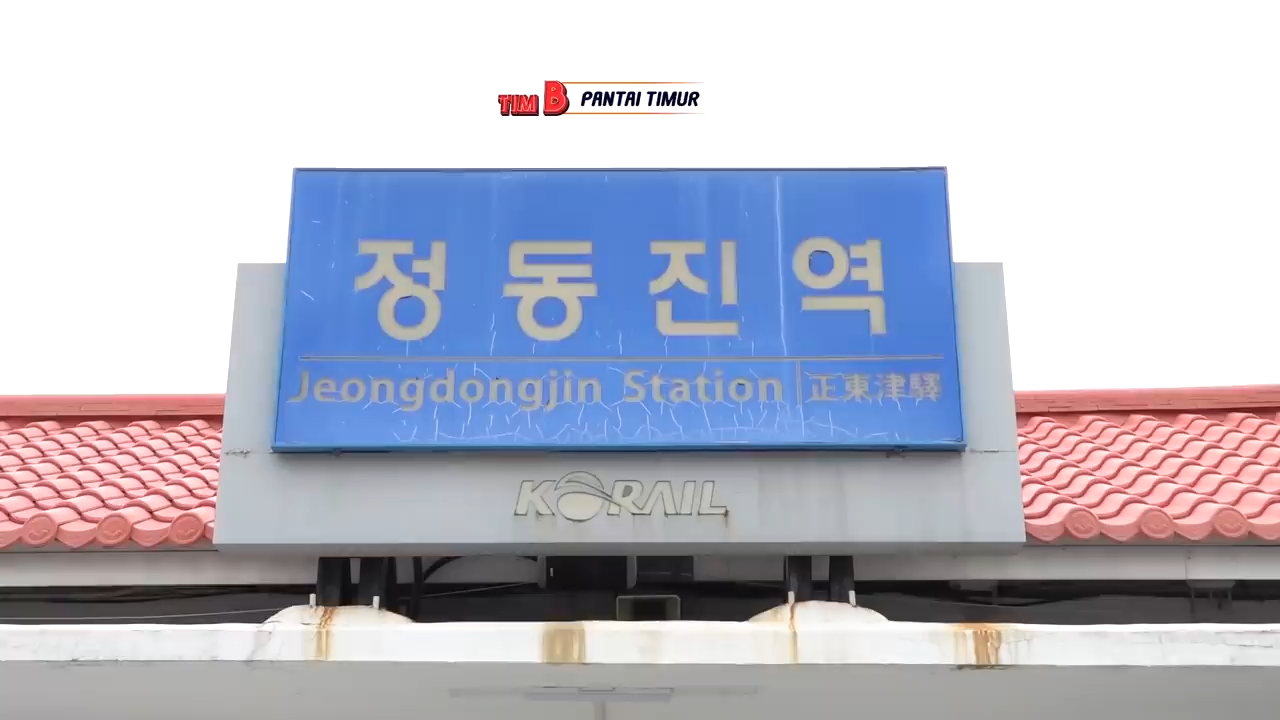 TIM B PANTAI TIMUR
정동진역
Jeongdongjin Station 正東津驛
KORAIL